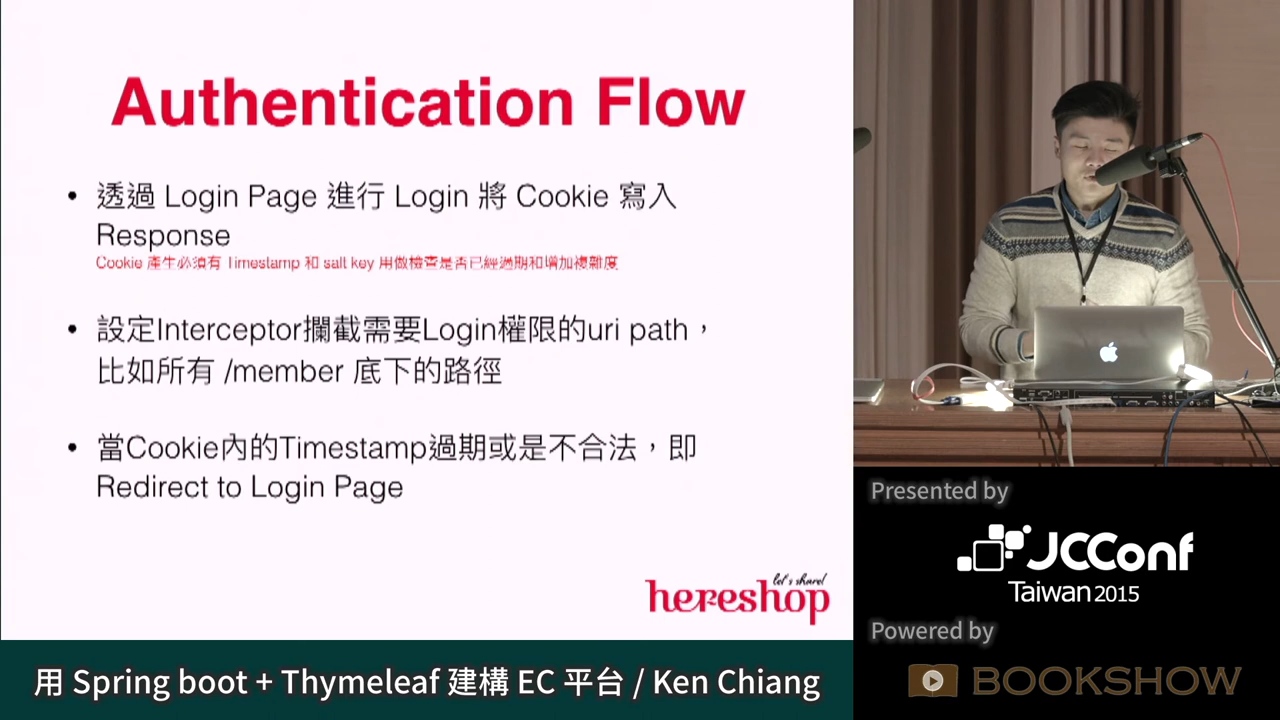 Authentication Flow
• 透過 Login Page 進行 Login 將 Cookie 寫入
Response
Cookie 產生必須有 Timestamp 和 salt key 用做檢查是否已經過期和增加複雜度
• 設定Interceptor攔截需要Login權限的uri path，
比如所有 /member 底下的路徑
• 當Cookie內的Timestamp過期或是不合法，即
Redirect to Login Page
let's share!
hereshop
用 Spring boot + Thymeleaf 建構 EC 平台 / Ken Chiang
Presented by
JCConf
Taiwan 2015
Powered by
BOOKSHOW